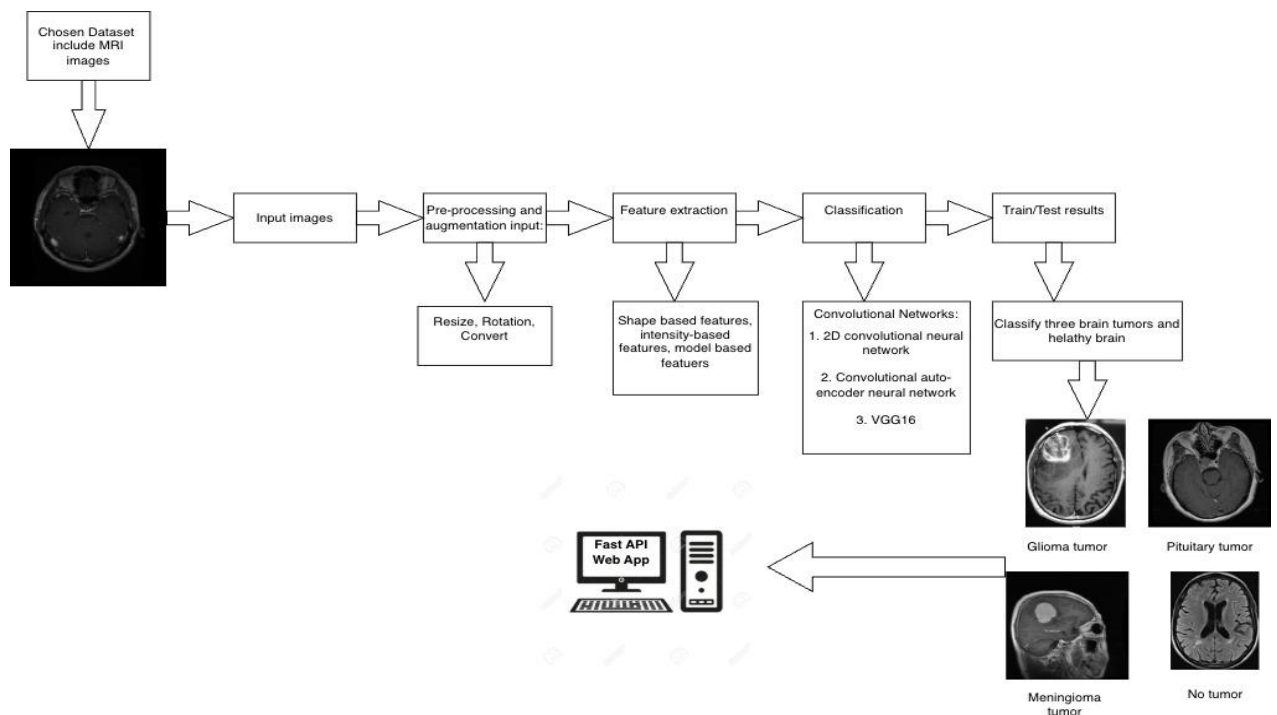 Chosen Dataset
include MRI
images
Input images
Pre-processing and
augmentation input:
Feature extraction
Classification
Train/Test results
Resize, Rotation,
Convert
Shape based features,
intensity-based
features, model based
featuers
Convolutional Networks:
1. 2D convolutional neural
network
2. Convolutional auto-
encoder neural network
3. VGG16
Classify three brain tumors and
helathy brain
Glioma tumor
Pituitary tumor
Fast API
Web App
Meningioma
tumor
No tumor